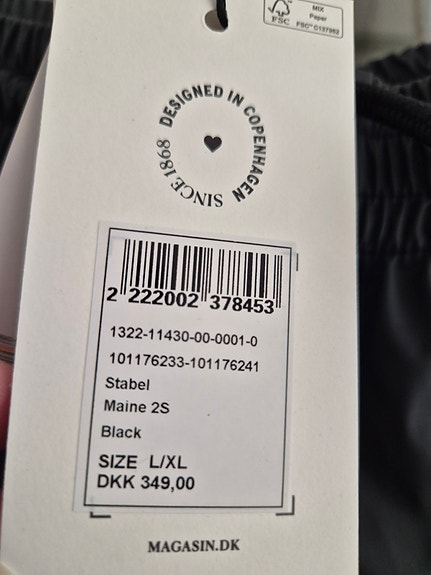 MIX
Paper
FSC
FSC™ C137982
DESIGNED IN COPENHAGEN
SINCE 1868
2 222002 378453
1322-11430-00-0001-0
101176233-101176241
Stabel
Maine 2S
Black
SIZE L/XL
DKK 349,00
MAGASIN.DK